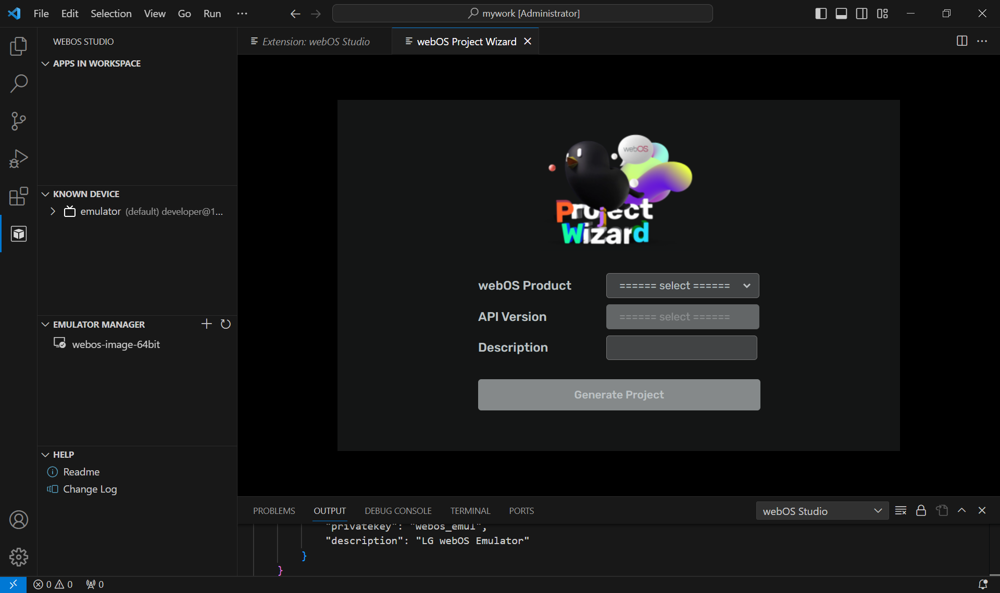 File Edit Selection View Go Run ···
mywork [Administrator]
WEBOS STUDIO
APPS IN WORKSPACE
KNOWN DEVICE
emulator (default) developer@1...
EMULATOR MANAGER
webos-image-64bit
HELP
Readme
Change Log
Extension: webOS Studio
webOS Project Wizard
webOS
Project
Wizard
webOS Product
====== select ======
API Version
====== select ======
Description
Generate Project
PROBLEMS OUTPUT DEBUG CONSOLE TERMINAL PORTS
webOS Studio
"privatekey": "webos_emul",
"description": "LG webOS Emulator"
}
}
0 0 0